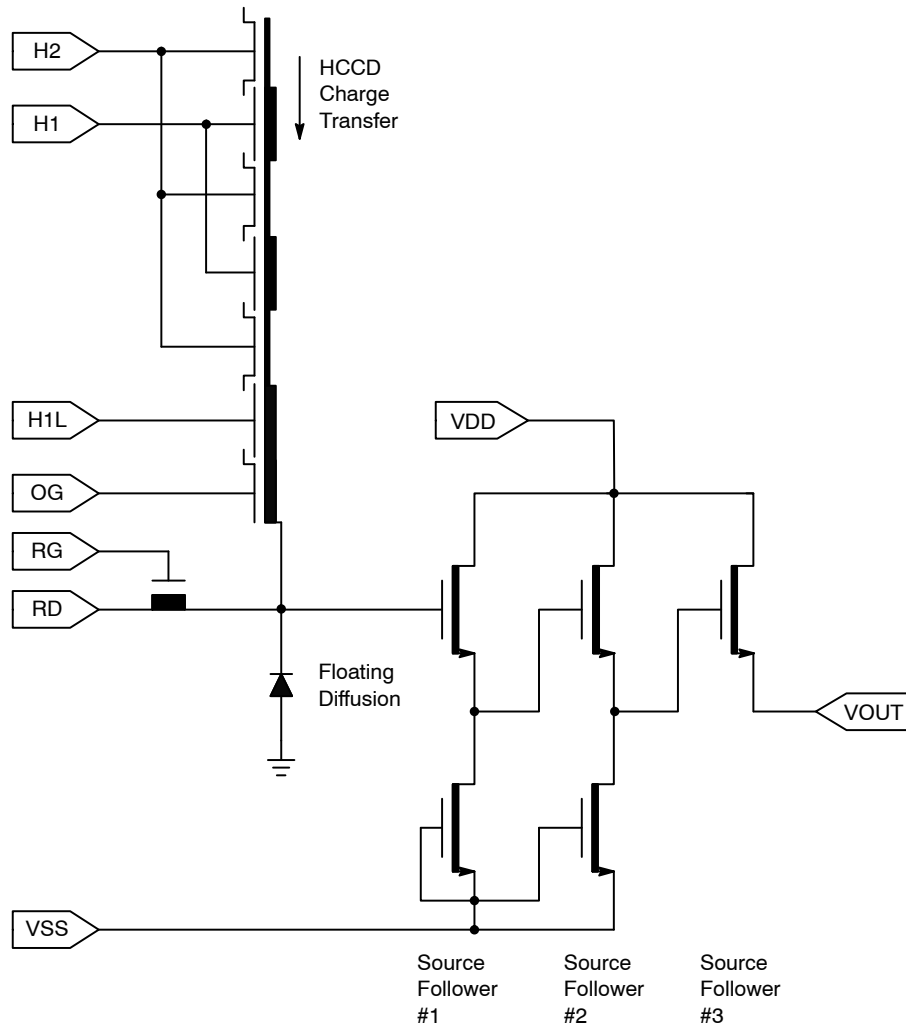 H2
HCCD
Charge
Transfer
H1
H1L
VDD
OG
RG
RD
Floating
Diffusion
VOUT
VSS
Source
Follower
#1
Source
Follower
#2
Source
Follower
#3